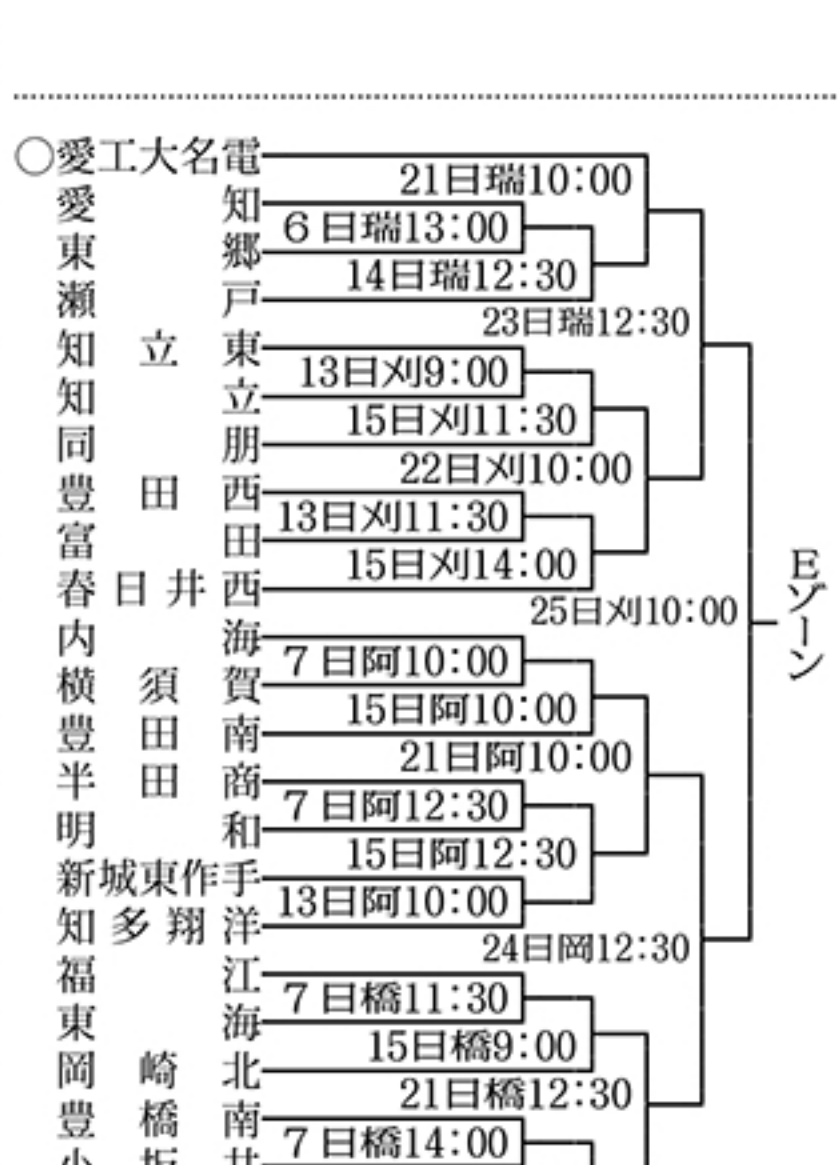 ○愛工大名電
21日瑞10:00
愛知
6日瑞13:00
東郷
14日瑞12:30
瀬戸
23日瑞12:30
知立東
13日刈9:00
知立
15日刈11:30
同朋
22日刈10:00
豊田西
13日刈11:30
富田
15日刈14:00
春日井西
25日刈10:00
Eゾーン
内海
7日阿10:00
横須賀
15日阿10:00
豊田南
21日阿10:00
半田商
7日阿12:30
明和
15日阿12:30
新城東作手
13日阿10:00
知多翔洋
24日岡12:30
福江
7日橋11:30
東海
15日橋9:00
岡崎北
21日橋12:30
豊橋南
7日橋14:00